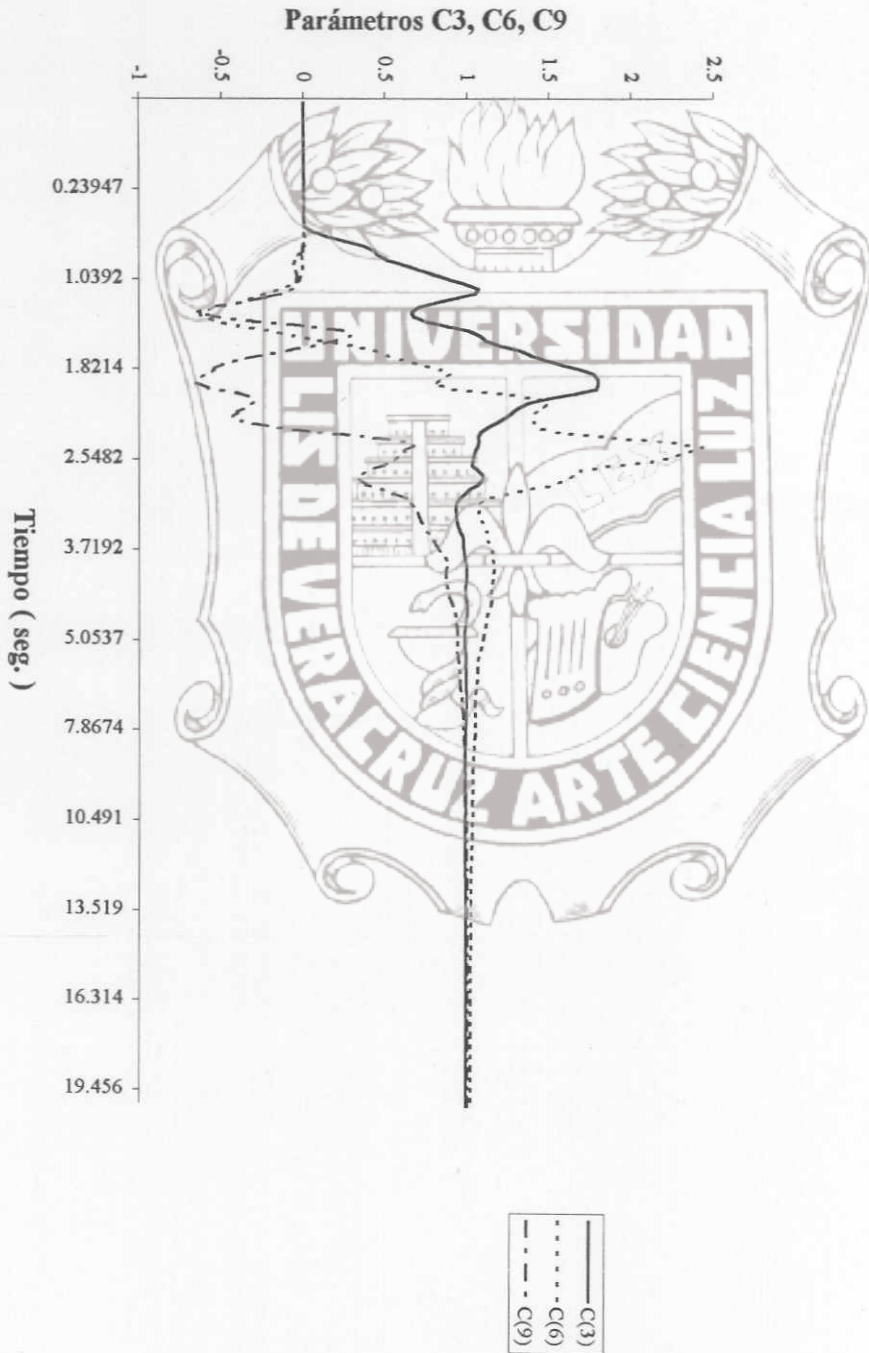 Parámetros C3, C6, C9
2.5
2
1.5
1
0.5
0
-0.5
-1
0.23947
1.0392
1.8214
2.5482
3.7192
5.0537
7.8674
10.491
13.519
16.314
19.456
Tiempo ( seg. )
C(3)
C(6)
C(9)
UNIVERSIDAD
LIS DE VERACRUZ ARTE CIENCIA LUZ
LEX